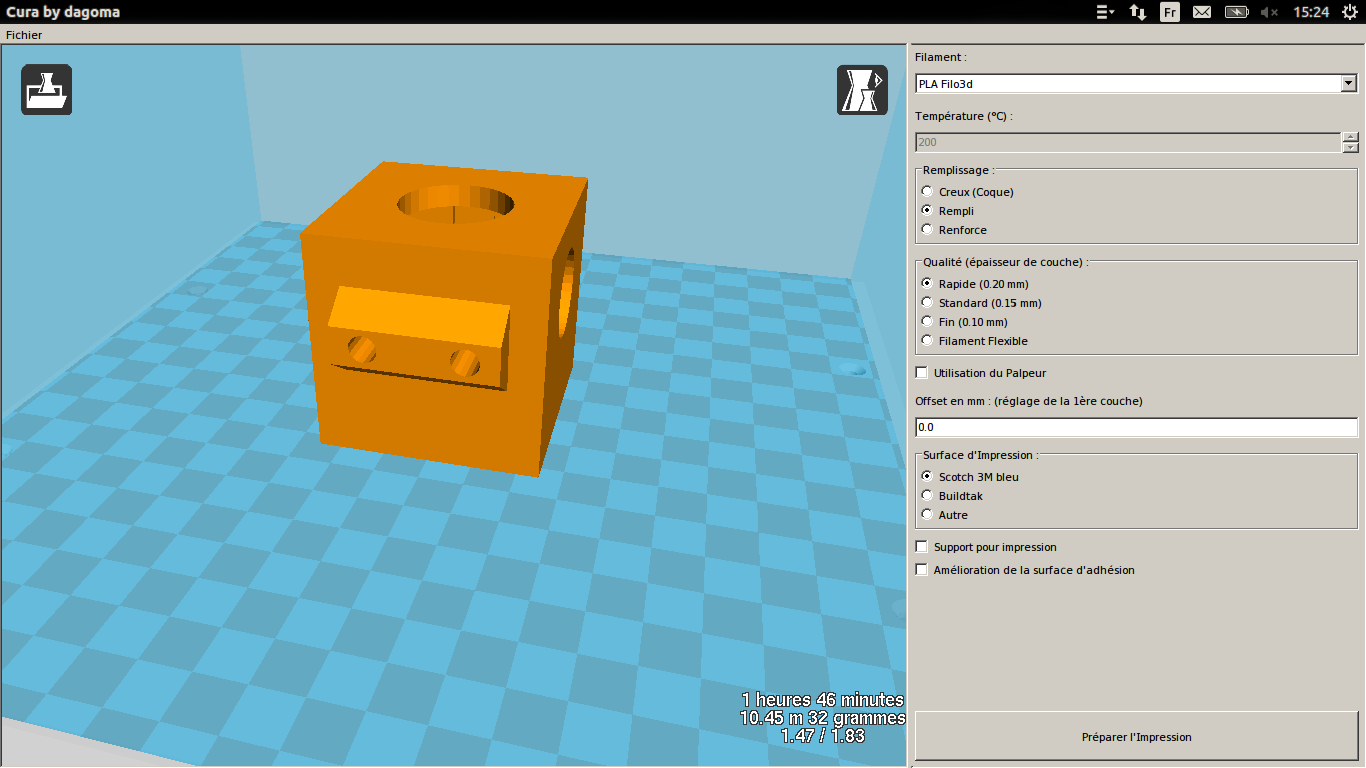 Cura by dagoma
Fr
15:24
Fichier
Filament :
PLA Filo3d
Température (°C) :
200
Remplissage :
Creux (Coque)
Rempli
Renforce
Qualité (épaisseur de couche) :
Rapide (0.20 mm)
Standard (0.15 mm)
Fin (0.10 mm)
Filament Flexible
Utilisation du Palpeur
Offset en mm : (réglage de la 1ère couche)
0.0
Surface d'Impression :
Scotch 3M bleu
Buildtak
Autre
Support pour impression
Amélioration de la surface d'adhésion
1 heures 46 minutes
10.45 m 32 grammes
1.47 / 1.83
Préparer l'Impression